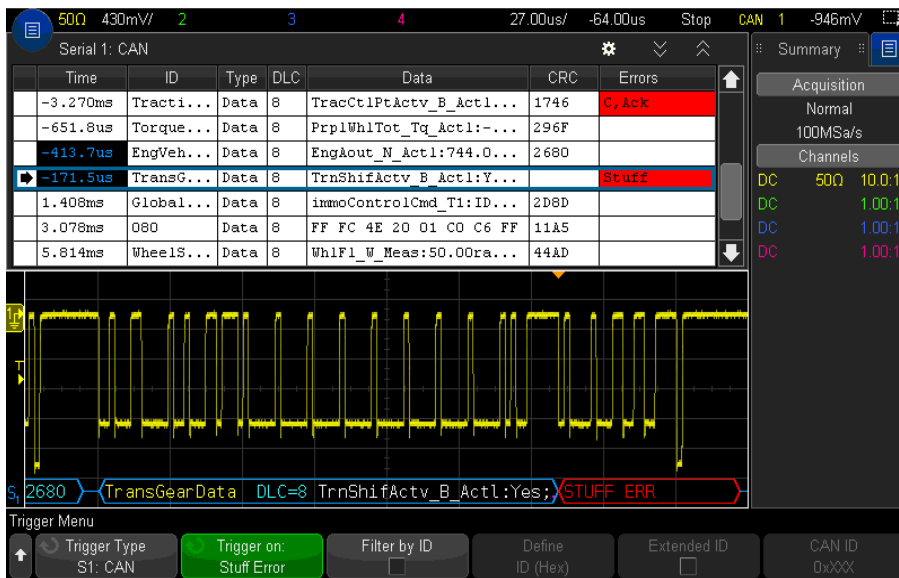 50Ω 430mV/ 2 3 4 27.00us/ -64.00us Stop CAN 1 -946mV
Serial 1: CAN
Summary
Time ID Type DLC Data CRC Errors
-3.270ms Tracti... Data 8 TracCtlPtActv_B_Actl... 1746 C,Ack
-651.8us Torque... Data 8 PrplWhlTot_Tq_Actl:-... 296F
-413.7us EngVeh... Data 8 EngAout_N_Actl:744.0... 2680
-171.5us TransG... Data 8 TrnShifActv_B_Actl:Y... Stuff
1.408ms Global... Data 8 immoControlCmd_T1:ID... 2D8D
3.078ms 080 Data 8 FF FC 4E 20 01 C0 C6 FF 11A5
5.814ms WheelS... Data 8 WhlFl_W_Meas:50.00ra... 44AD
Acquisition
Normal
100MSa/s
Channels
DC 50Ω 10.0:1
DC 1.00:1
DC 1.00:1
DC 1.00:1
1
T
S1 2680 TransGearData DLC=8 TrnShifActv_B_Actl:Yes; STUFF ERR
Trigger Menu
Trigger Type
S1: CAN
Trigger on:
Stuff Error
Filter by ID
Define
ID (Hex)
Extended ID
CAN ID
0xXXX